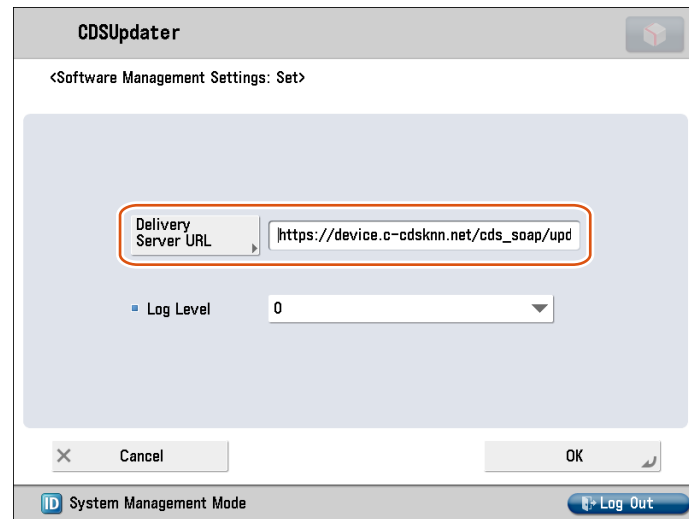 CDSUpdater
<Software Management Settings: Set>
Delivery
Server URL
https://device.c-cdsknn.net/cds_soap/upd
Log Level
0
Cancel
OK
ID System Management Mode
Log Out